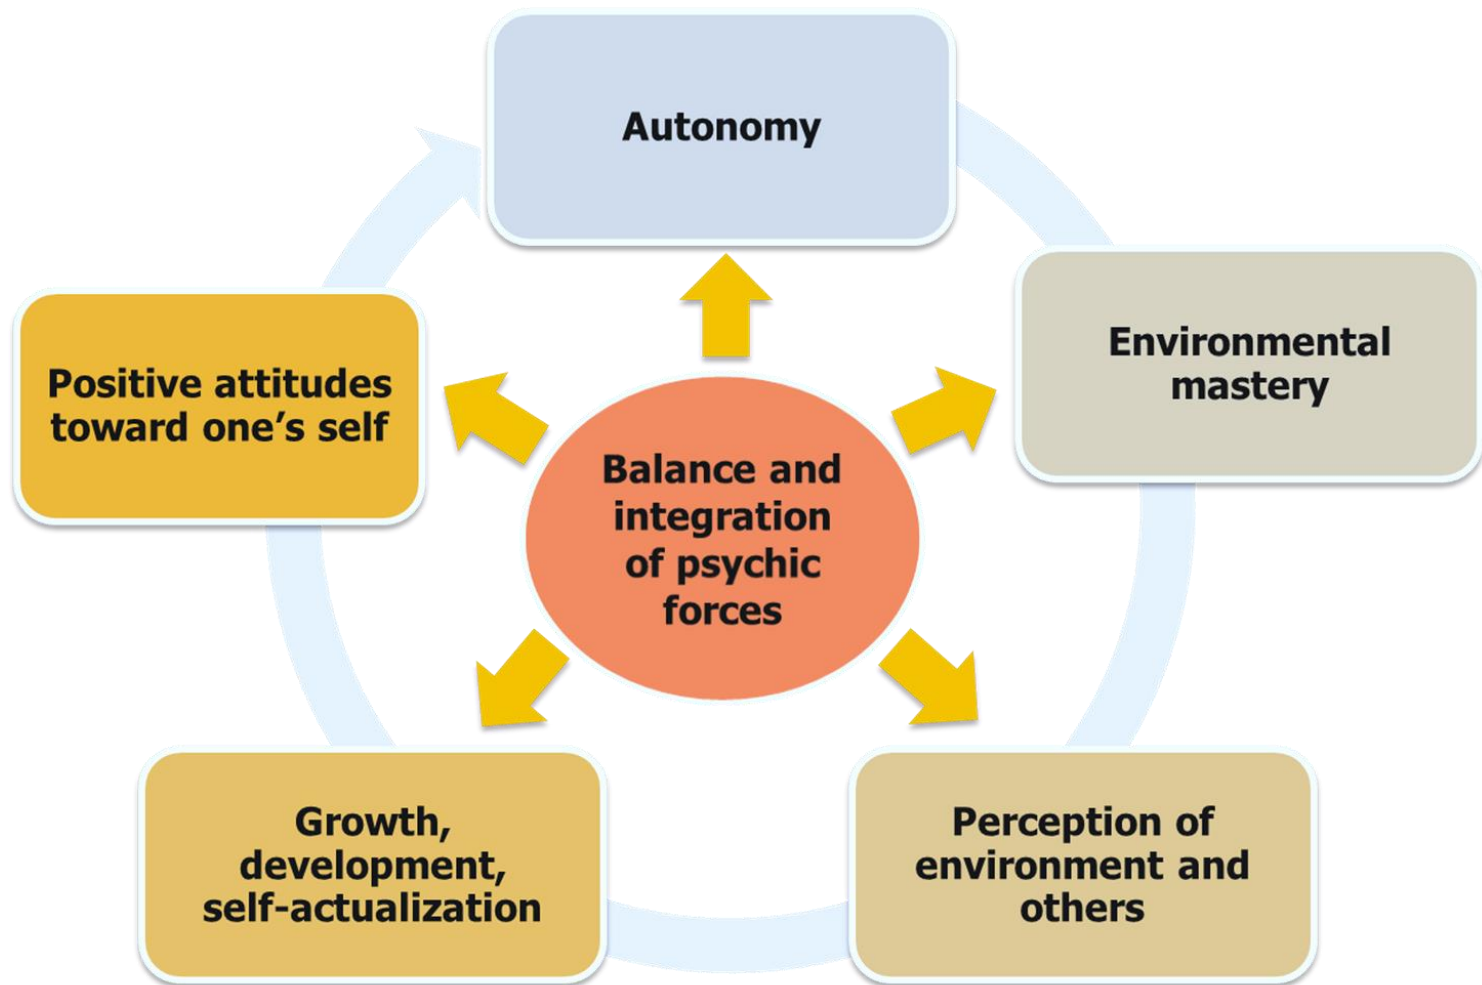 Autonomy
Environmental
mastery
Positive attitudes
toward one’s self
Balance and
integration
of psychic
forces
Growth,
development,
self-actualization
Perception of
environment and
others